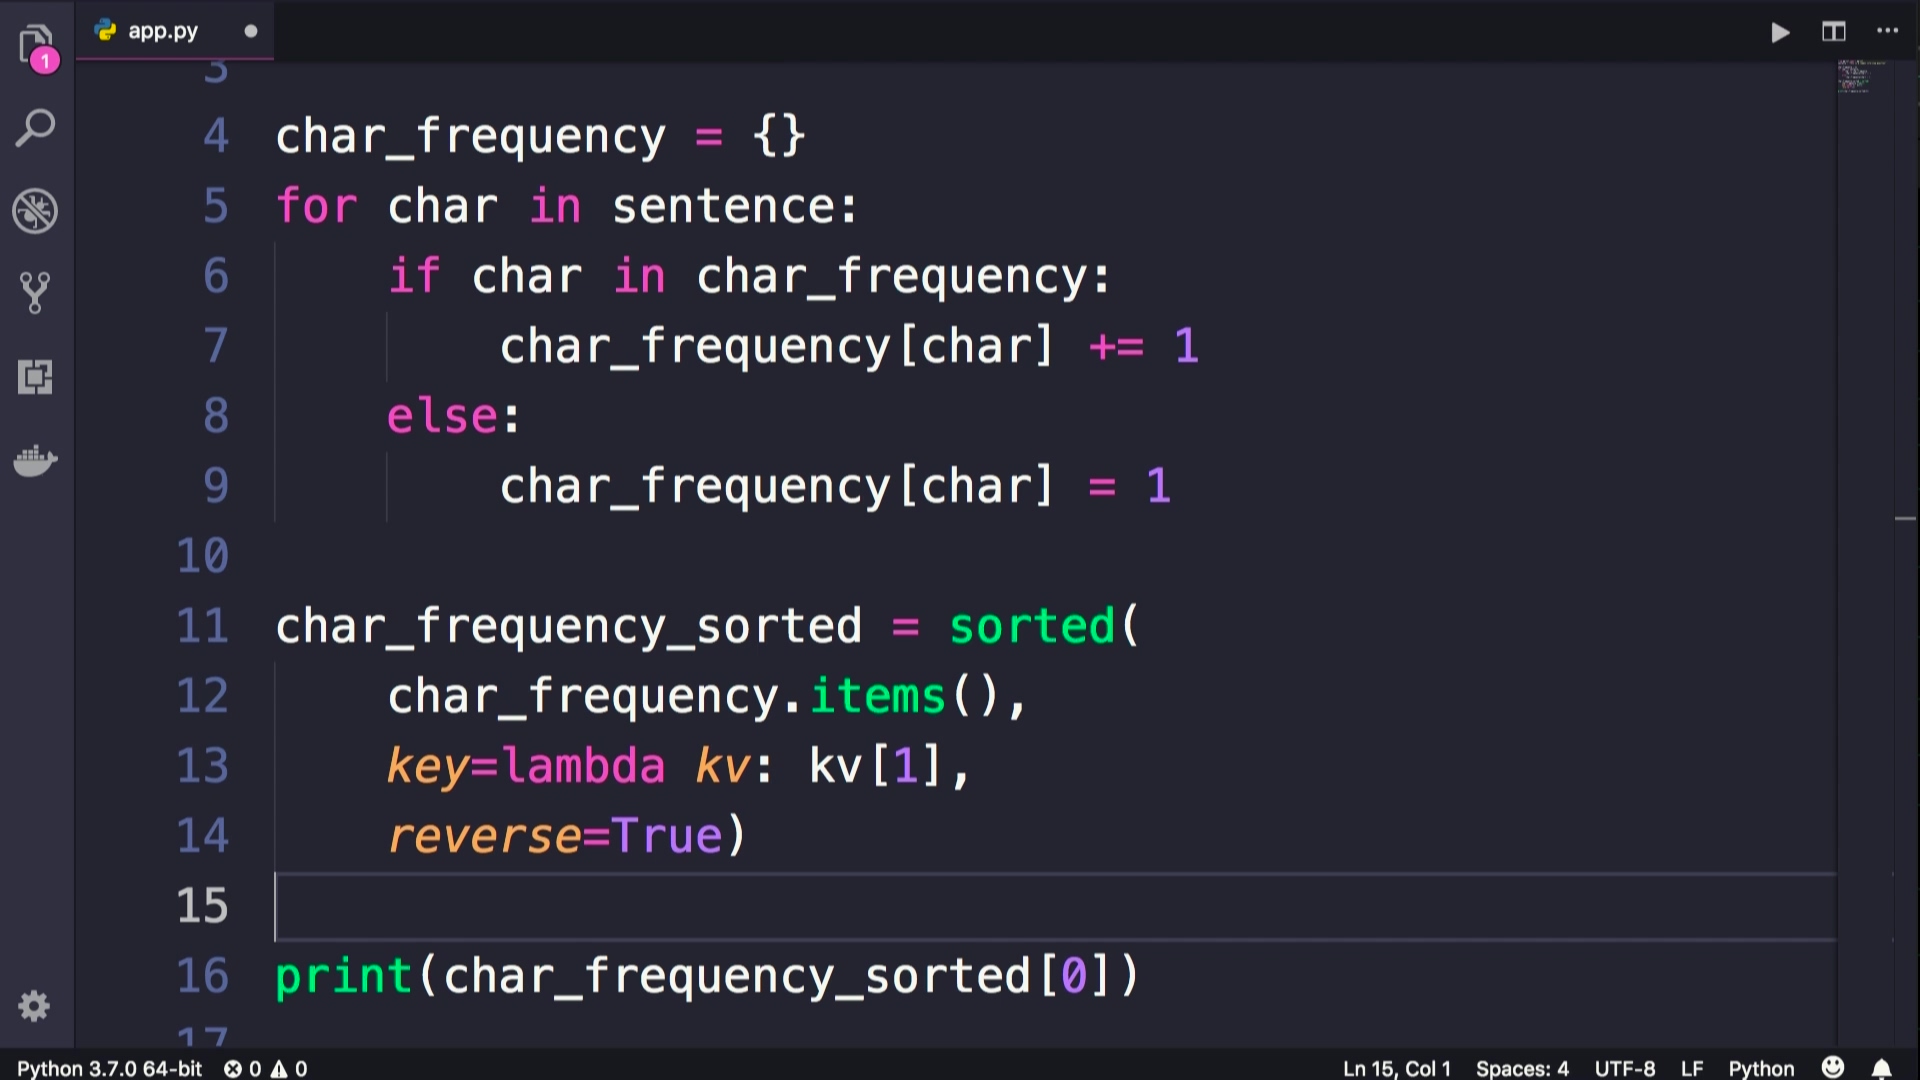 app.py
1
3
4 char_frequency = {}
5 for char in sentence:
6     if char in char_frequency:
7         char_frequency[char] += 1
8     else:
9         char_frequency[char] = 1
10
11 char_frequency_sorted = sorted(
12     char_frequency.items(),
13     key=lambda kv: kv[1],
14     reverse=True)
15
16 print(char_frequency_sorted[0])
17
Python 3.7.0 64-bit 0 0 Ln 15, Col 1 Spaces: 4 UTF-8 LF Python